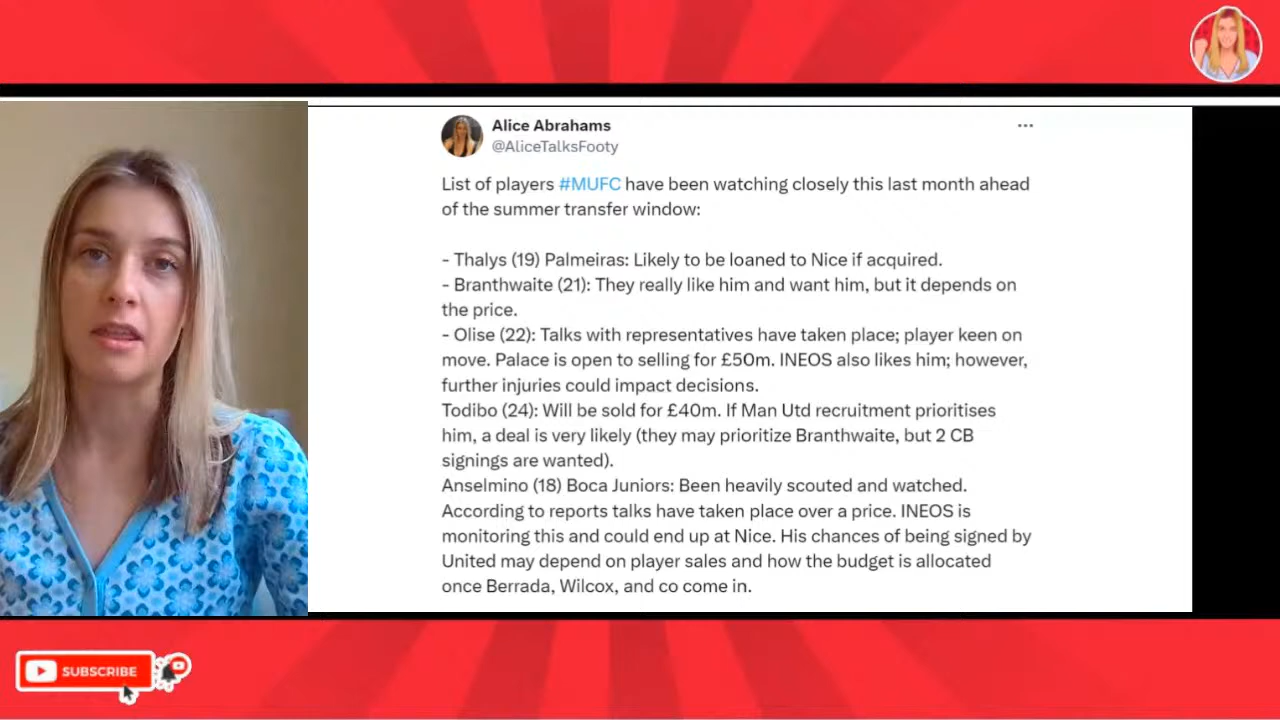 Alice Abrahams
@AliceTalksFooty
List of players #MUFC have been watching closely this last month ahead
of the summer transfer window:
- Thalys (19) Palmeiras: Likely to be loaned to Nice if acquired.
- Branthwaite (21): They really like him and want him, but it depends on
the price.
- Olise (22): Talks with representatives have taken place; player keen on
move. Palace is open to selling for £50m. INEOS also likes him; however,
further injuries could impact decisions.
Todibo (24): Will be sold for £40m. If Man Utd recruitment prioritises
him, a deal is very likely (they may prioritize Branthwaite, but 2 CB
signings are wanted).
Anselmino (18) Boca Juniors: Been heavily scouted and watched.
According to reports talks have taken place over a price. INEOS is
monitoring this and could end up at Nice. His chances of being signed by
United may depend on player sales and how the budget is allocated
once Berrada, Wilcox, and co come in.
SUBSCRIBE